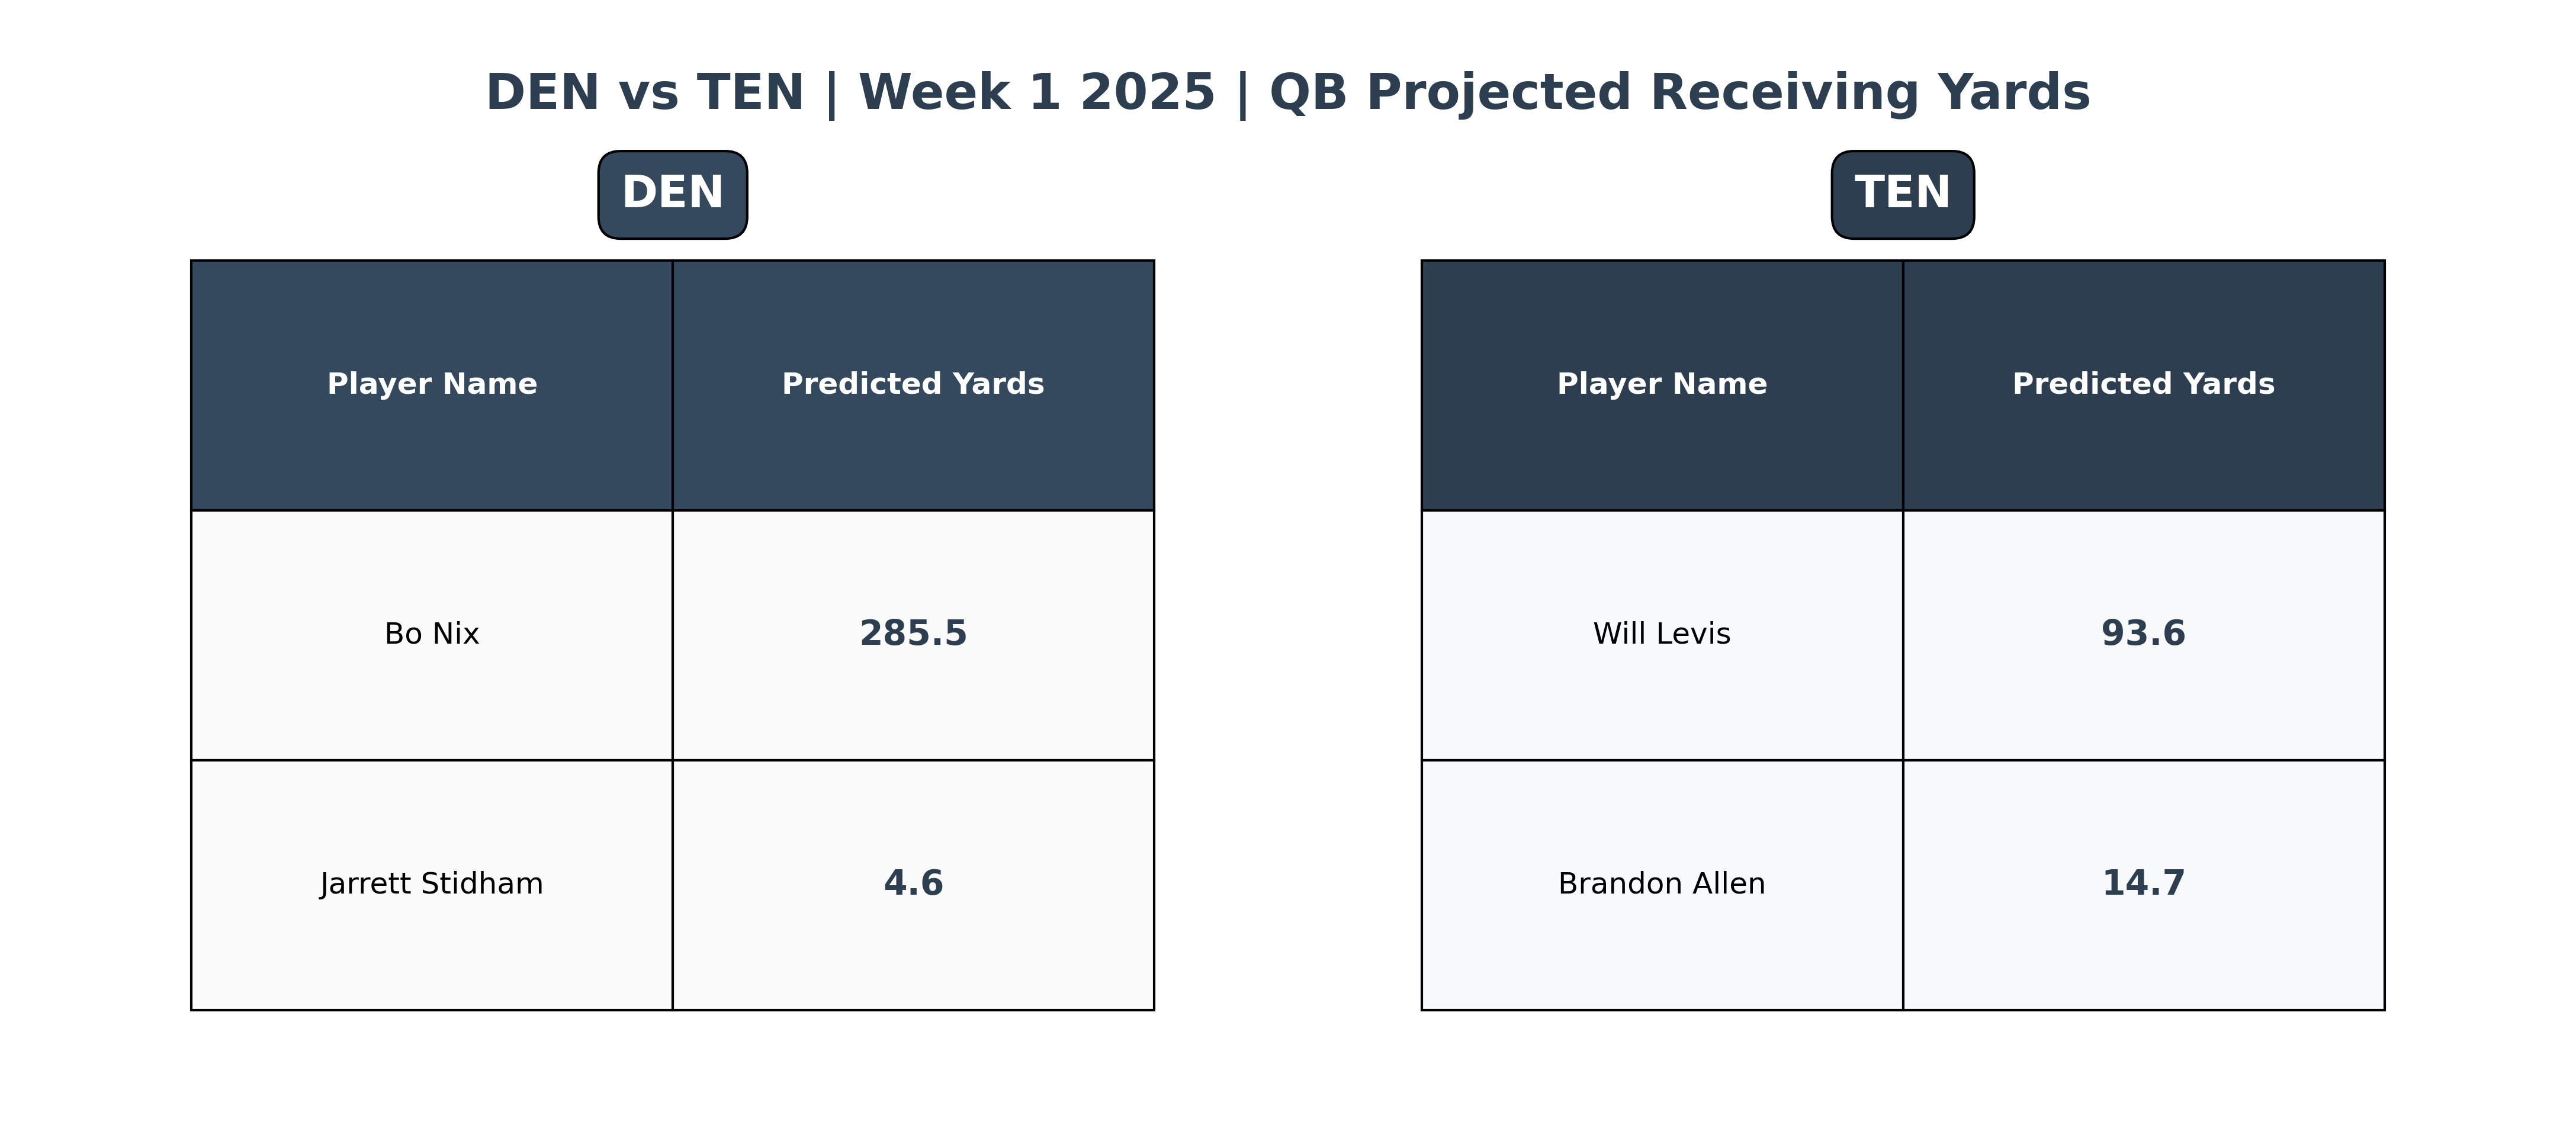 DEN vs TEN | Week 1 2025 | QB Projected Receiving Yards
DEN
Player Name Predicted Yards
Bo Nix 285.5
Jarrett Stidham 4.6
TEN
Player Name Predicted Yards
Will Levis 93.6
Brandon Allen 14.7